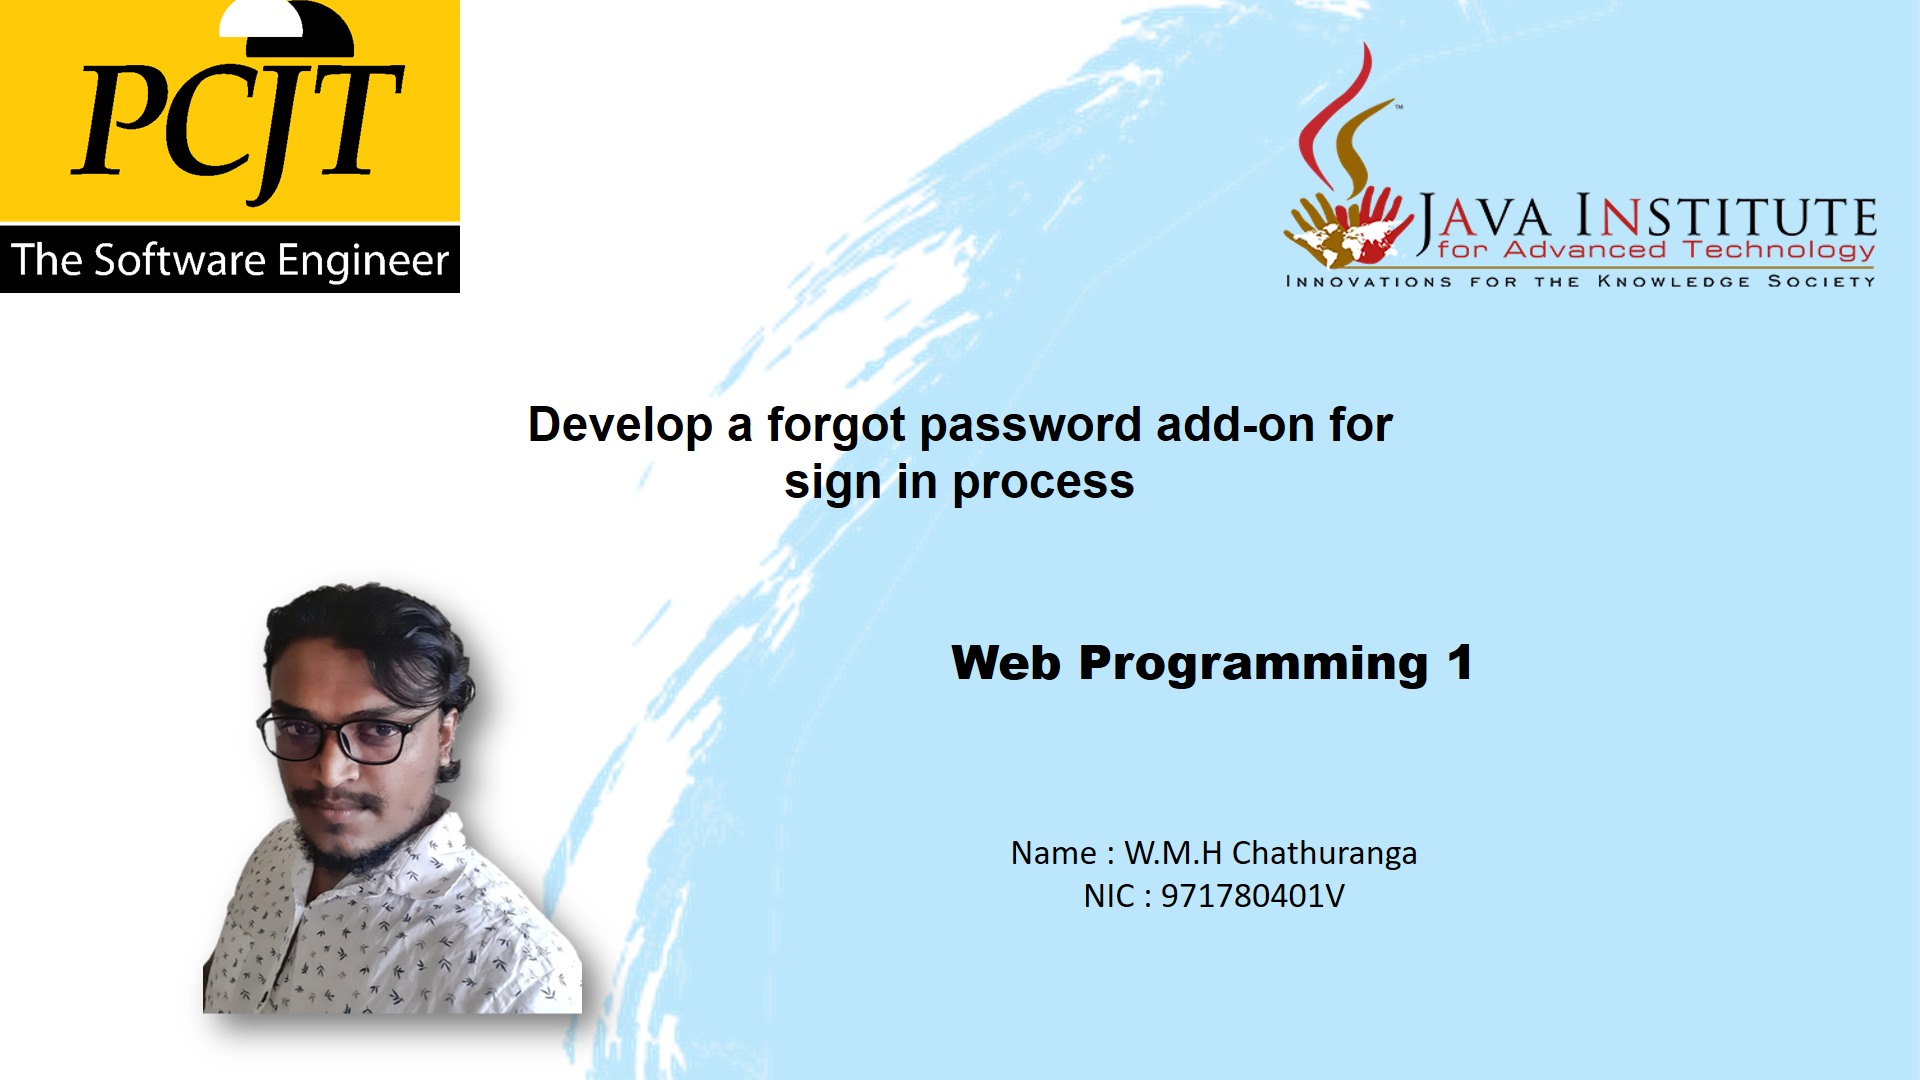 PCJT
The Software Engineer
JAVA INSTITUTE
™
for Advanced Technology
INNOVATIONS FOR THE KNOWLEDGE SOCIETY
Develop a forgot password add-on for
sign in process
Web Programming 1
Name : W.M.H Chathuranga
NIC : 971780401V